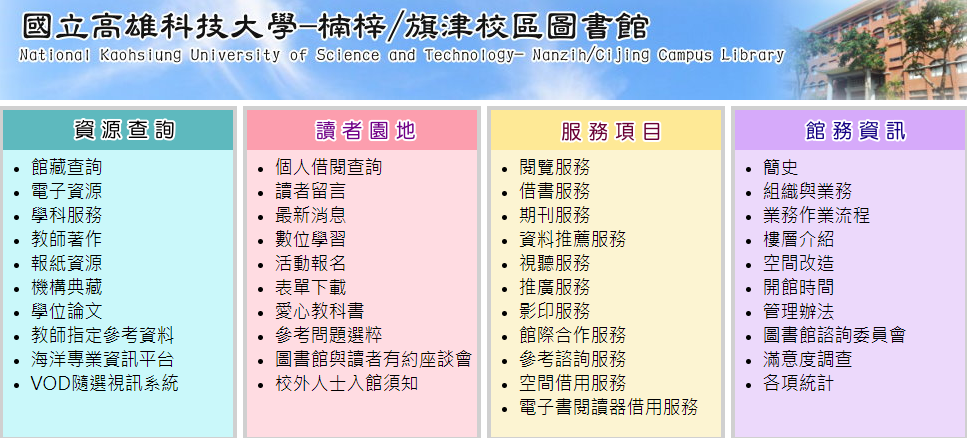 國立高雄科技大學-楠梓/旗津校區圖書館
National Kaohsiung University of Science and Technology- Nanzih/Cijing Campus Library
資源查詢
館藏查詢
電子資源
學科服務
教師著作
報紙資源
機構典藏
學位論文
教師指定參考資料
海洋專業資訊平台
VOD隨選視訊系統
讀者園地
個人借閱查詢
讀者留言
最新消息
數位學習
活動報名
表單下載
愛心教科書
參考問題選粹
圖書館與讀者有約座談會
校外人士入館須知
服務項目
閱覽服務
借書服務
期刊服務
資料推薦服務
視聽服務
推廣服務
影印服務
館際合作服務
參考諮詢服務
空間借用服務
電子書閱讀器借用服務
館務資訊
簡史
組織與業務
業務作業流程
樓層介紹
空間改造
開館時間
管理辦法
圖書館諮詢委員會
滿意度調查
各項統計